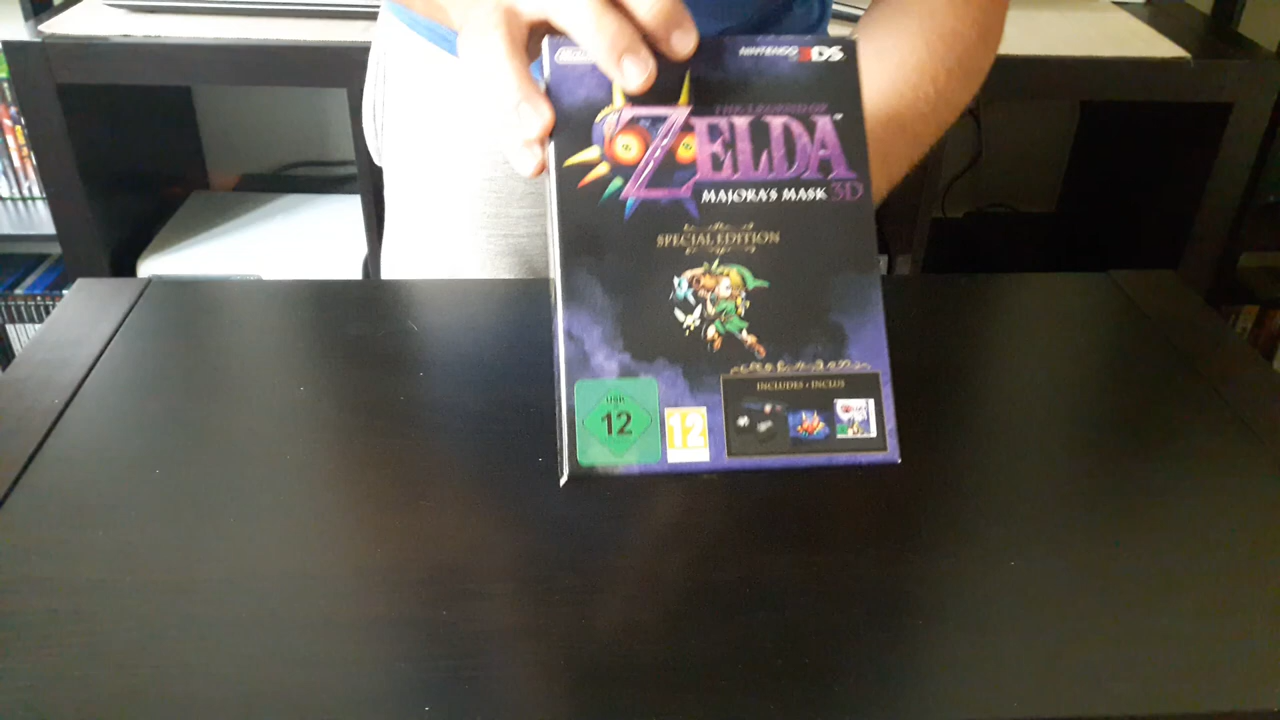 NINTENDO 3DS
THE LEGEND OF
ZELDA
MAJORA'S MASK 3D
SPECIAL EDITION
INCLUDES • INCLUS
USK
12
12